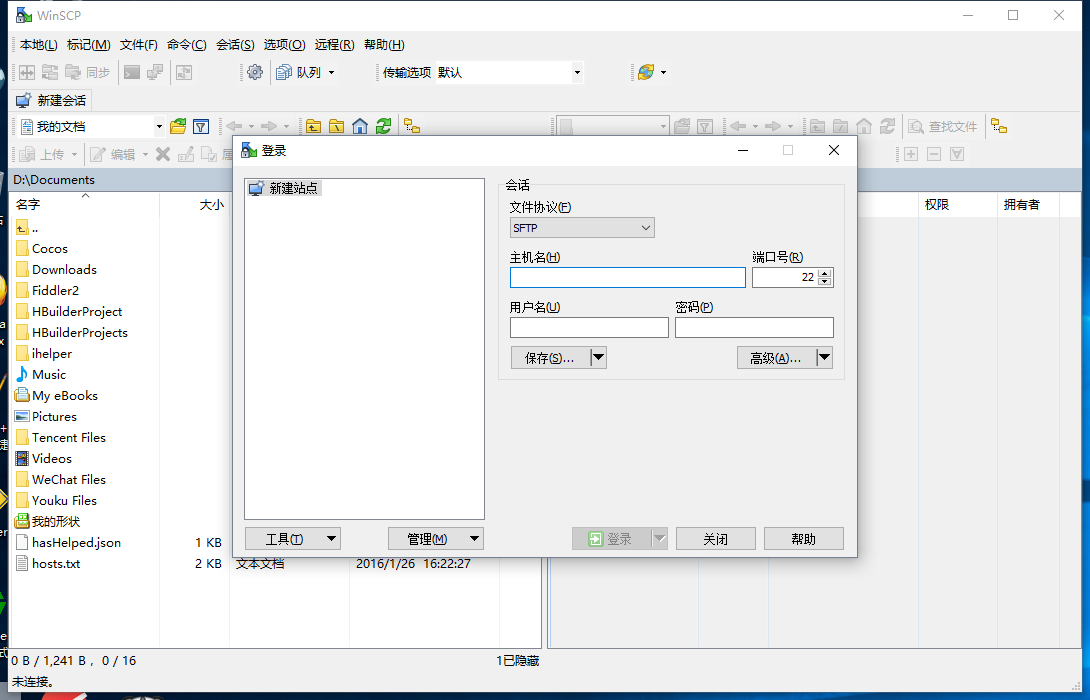 WinSCP
本地(L) 标记(M) 文件(F) 命令(C) 会话(S) 选项(O) 远程(R) 帮助(H)
同步 队列 传输选项 默认
新建会话
我的文档 查找文件
上传 编辑
D:\Documents
名字 大小 权限 拥有者
..
Cocos
Downloads
Fiddler2
HBuilderProject
HBuilderProjects
ihelper
Music
My eBooks
Pictures
Tencent Files
Videos
WeChat Files
Youku Files
我的形状
hasHelped.json 1 KB
hosts.txt 2 KB 文本文档 2016/1/26 16:22:27
登录
新建站点
会话
文件协议(F)
SFTP
主机名(H) 端口号(R)
22
用户名(U) 密码(P)
保存(S)... 高级(A)...
工具(T) 管理(M) 登录 关闭 帮助
0 B / 1,241 B， 0 / 16 1已隐藏
未连接。